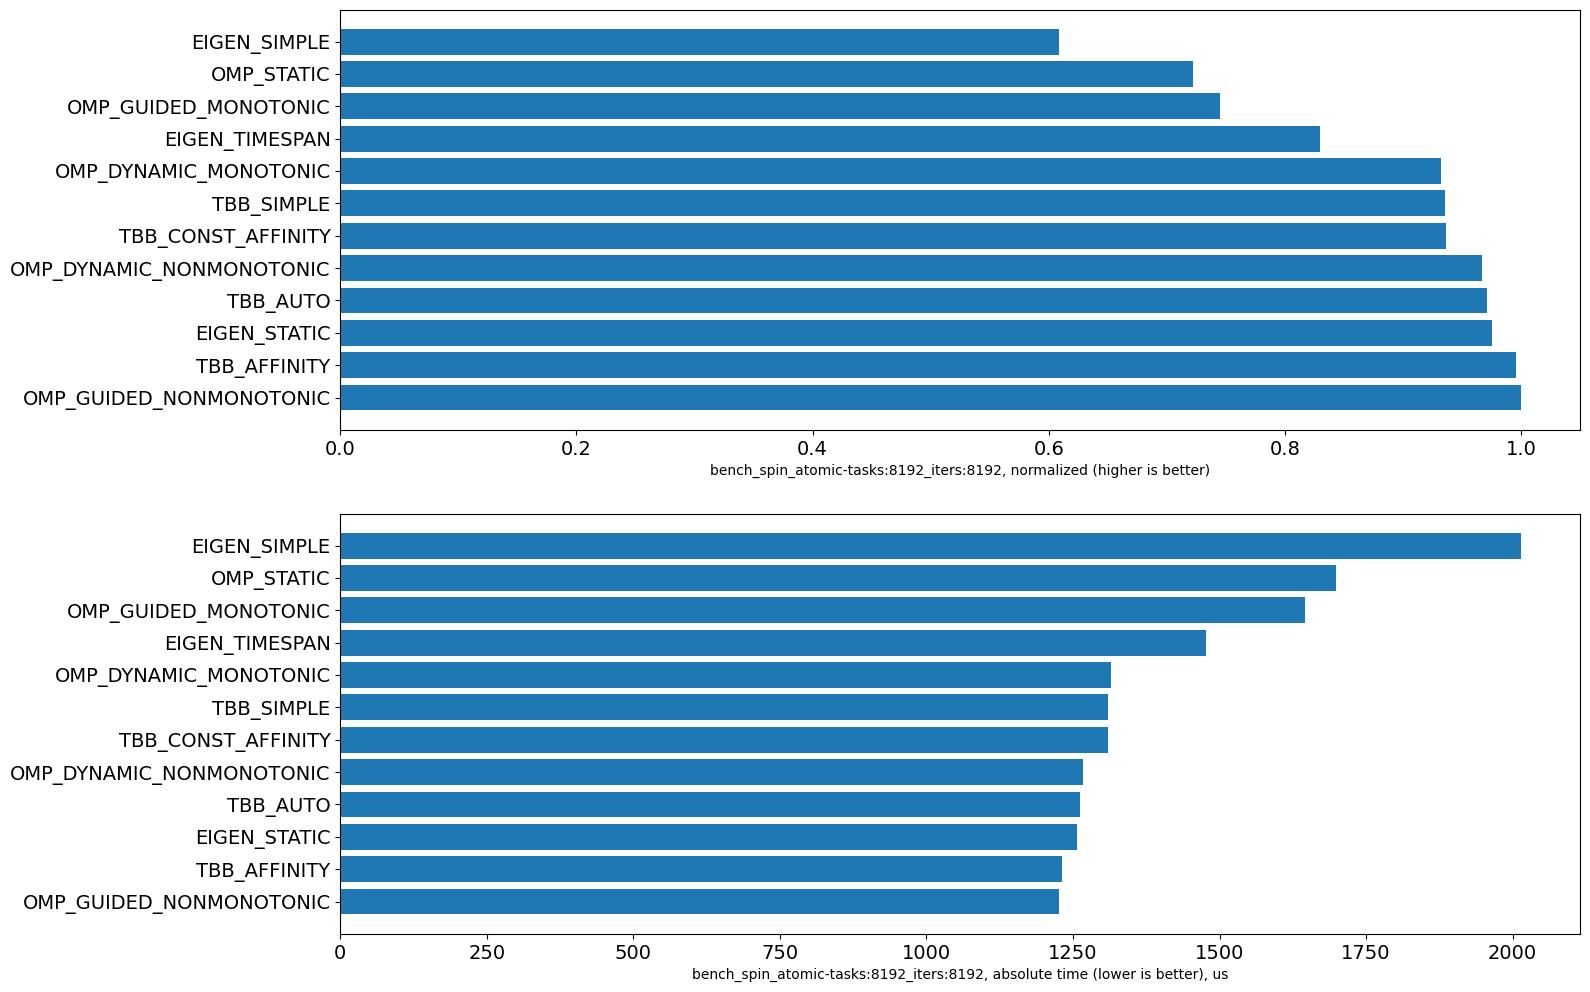 EIGEN_SIMPLE
OMP_STATIC
OMP_GUIDED_MONOTONIC
EIGEN_TIMESPAN
OMP_DYNAMIC_MONOTONIC
TBB_SIMPLE
TBB_CONST_AFFINITY
OMP_DYNAMIC_NONMONOTONIC
TBB_AUTO
EIGEN_STATIC
TBB_AFFINITY
OMP_GUIDED_NONMONOTONIC
0.0 0.2 0.4 0.6 0.8 1.0
bench_spin_atomic-tasks:8192_iters:8192, normalized (higher is better)
EIGEN_SIMPLE
OMP_STATIC
OMP_GUIDED_MONOTONIC
EIGEN_TIMESPAN
OMP_DYNAMIC_MONOTONIC
TBB_SIMPLE
TBB_CONST_AFFINITY
OMP_DYNAMIC_NONMONOTONIC
TBB_AUTO
EIGEN_STATIC
TBB_AFFINITY
OMP_GUIDED_NONMONOTONIC
0 250 500 750 1000 1250 1500 1750 2000
bench_spin_atomic-tasks:8192_iters:8192, absolute time (lower is better), us